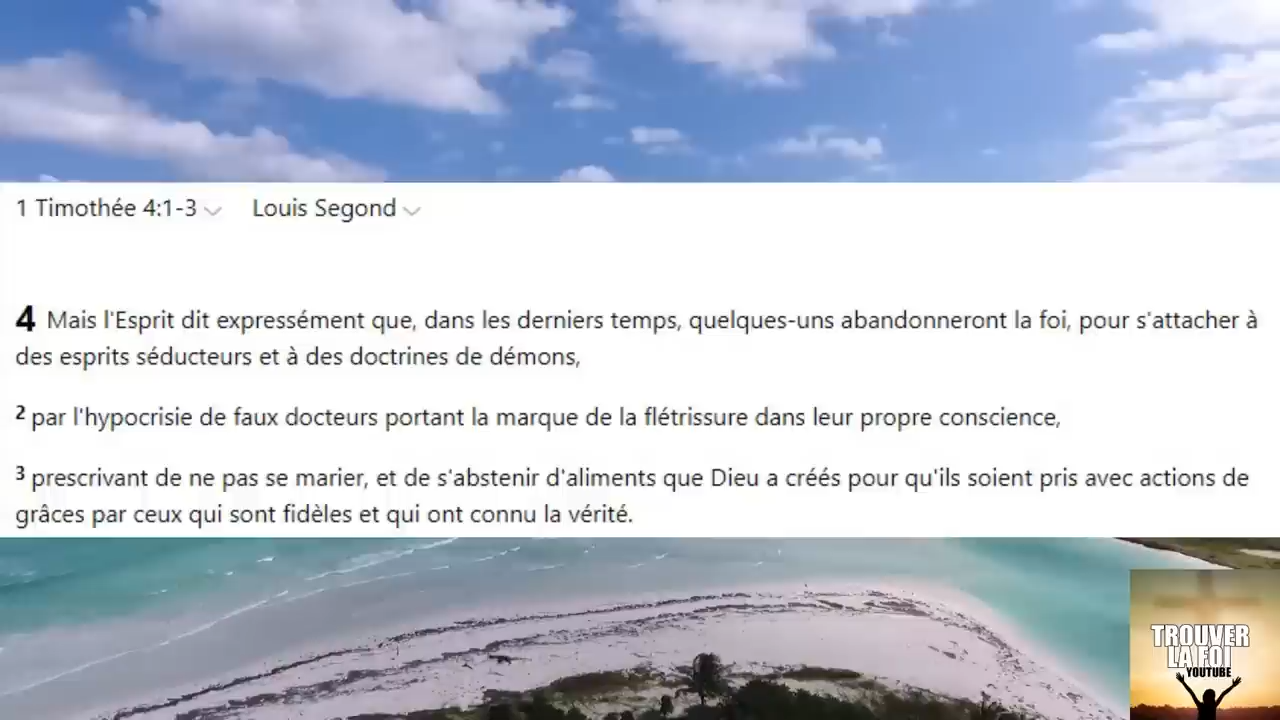 1 Timothée 4:1-3 Louis Segond
4 Mais l'Esprit dit expressément que, dans les derniers temps, quelques-uns abandonneront la foi, pour s'attacher à
des esprits séducteurs et à des doctrines de démons,
2 par l'hypocrisie de faux docteurs portant la marque de la flétrissure dans leur propre conscience,
3 prescrivant de ne pas se marier, et de s'abstenir d'aliments que Dieu a créés pour qu'ils soient pris avec actions de
grâces par ceux qui sont fidèles et qui ont connu la vérité.
TROUVER
LA FOI
YOUTUBE